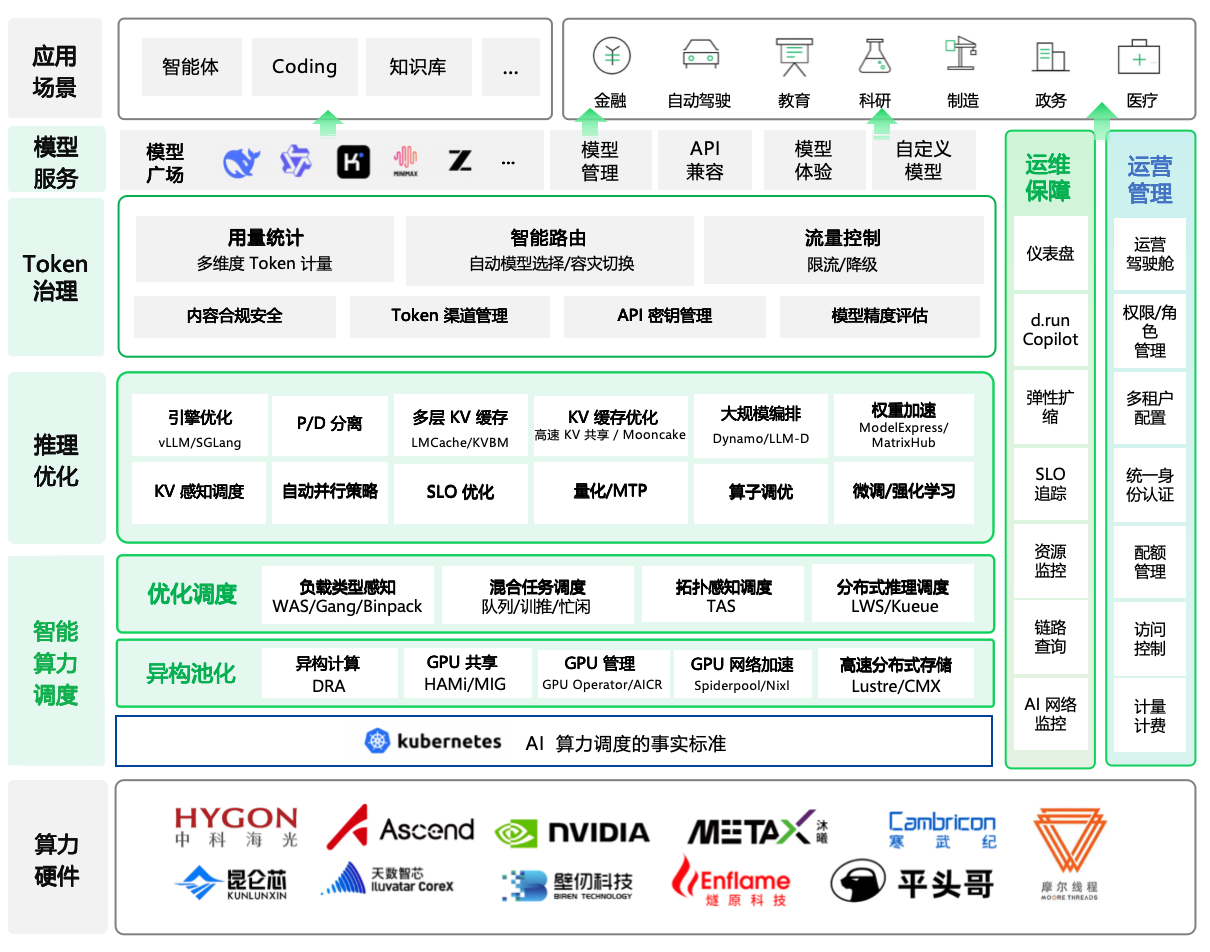 应用
场景
智能体
Coding
知识库
...
金融
自动驾驶
教育
科研
制造
政务
医疗
模型
服务
模型
广场
K
MINIMAX
Z
...
模型
管理
API
兼容
模型
体验
自定义
模型
Token
治理
用量统计
多维度 Token 计量
智能路由
自动模型选择/容灾切换
流量控制
限流/降级
内容合规安全
Token 渠道管理
API 密钥管理
模型精度评估
推理
优化
引擎优化
vLLM/SGLang
P/D 分离
多层 KV 缓存
LMCache/KVBM
KV 缓存优化
高速 KV 共享 / Mooncake
大规模编排
Dynamo/LLM-D
权重加速
ModelExpress/
MatrixHub
KV 感知调度
自动并行策略
SLO 优化
量化/MTP
算子调优
微调/强化学习
智能
算力
调度
优化调度
负载类型感知
WAS/Gang/Binpack
混合任务调度
队列/训推/忙闲
拓扑感知调度
TAS
分布式推理调度
LWS/Kueue
异构池化
异构计算
DRA
GPU 共享
HAMi/MIG
GPU 管理
GPU Operator/AICR
GPU 网络加速
Spiderpool/Nixl
高速分布式存储
Lustre/CMX
kubernetes
AI 算力调度的事实标准
运维
保障
仪表盘
d.run
Copilot
弹性扩
缩
SLO
追踪
资源
监控
链路
查询
AI 网络
监控
运营
管理
运营
驾驶舱
权限/角
色
管理
多租户
配置
统一身
份认证
配额
管理
访问
控制
计量
计费
算力
硬件
HYGON
中科海光
Ascend
NVIDIA
METAX
沐
曦
Cambricon
寒武纪
昆仑芯
KUNLUNXIN
天数智芯
Iluvatar CoreX
壁仞科技
BIREN TECHNOLOGY
Enflame
燧原科技
平头哥
摩尔线程
MOORE THREADS